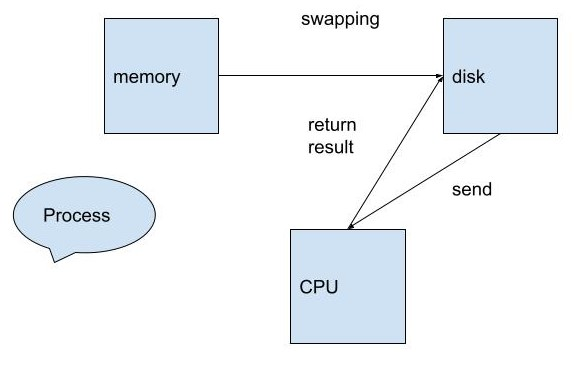 swapping
memory
disk
return
result
send
Process
CPU